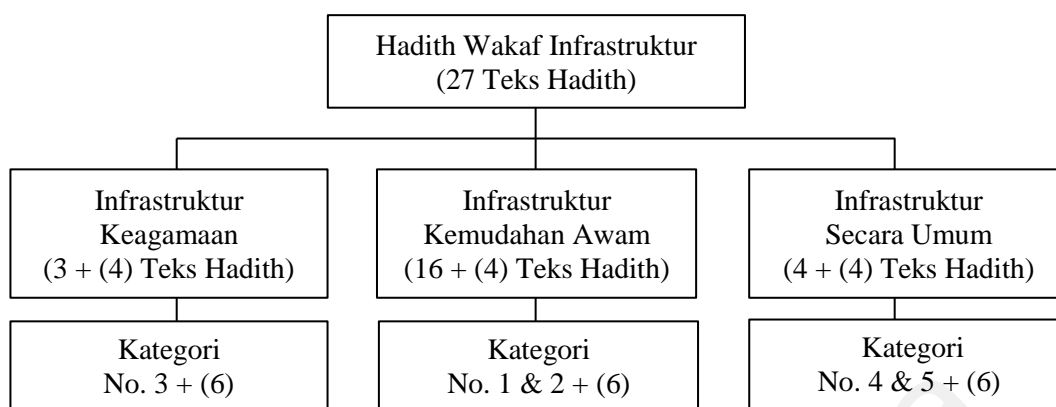 Hadith Wakaf Infrastruktur
(27 Teks Hadith)
Infrastruktur
Keagamaan
(3 + (4) Teks Hadith)
Infrastruktur
Kemudahan Awam
(16 + (4) Teks Hadith)
Infrastruktur
Secara Umum
(4 + (4) Teks Hadith)
Kategori
No. 3 + (6)
Kategori
No. 1 & 2 + (6)
Kategori
No. 4 & 5 + (6)